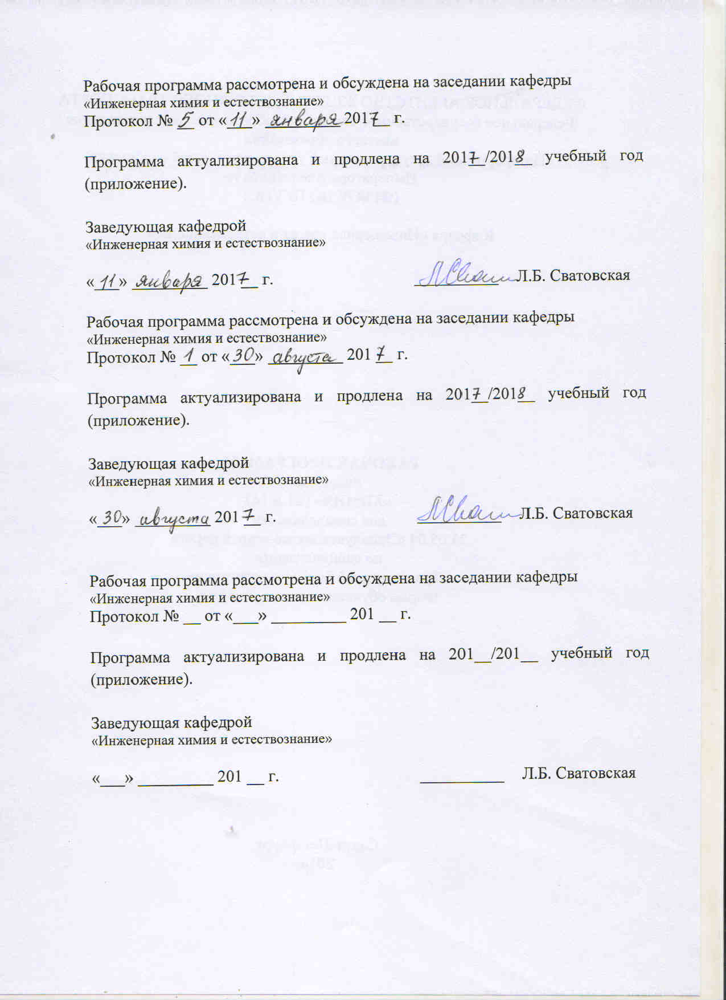 Рабочая программа рассмотрена и обсуждена на заседании кафедры
«Инженерная химия и естествознание»
Протокол № 5 от «11» января 2017 г.
Программа актуализирована и продлена на 2017/2018 учебный год
(приложение).
Заведующая кафедрой
«Инженерная химия и естествознание»
«11» января 2017 г. Л.Б. Сватовская
Рабочая программа рассмотрена и обсуждена на заседании кафедры
«Инженерная химия и естествознание»
Протокол № 1 от «30» августа 201 7 г.
Программа актуализирована и продлена на 2017/2018 учебный год
(приложение).
Заведующая кафедрой
«Инженерная химия и естествознание»
«30» августа 201 7 г. Л.Б. Сватовская
Рабочая программа рассмотрена и обсуждена на заседании кафедры
«Инженерная химия и естествознание»
Протокол № __ от «___» _________ 201 __ г.
Программа актуализирована и продлена на 201__/201__ учебный год
(приложение).
Заведующая кафедрой
«Инженерная химия и естествознание»
«___» _________ 201 __ г. __________ Л.Б. Сватовская